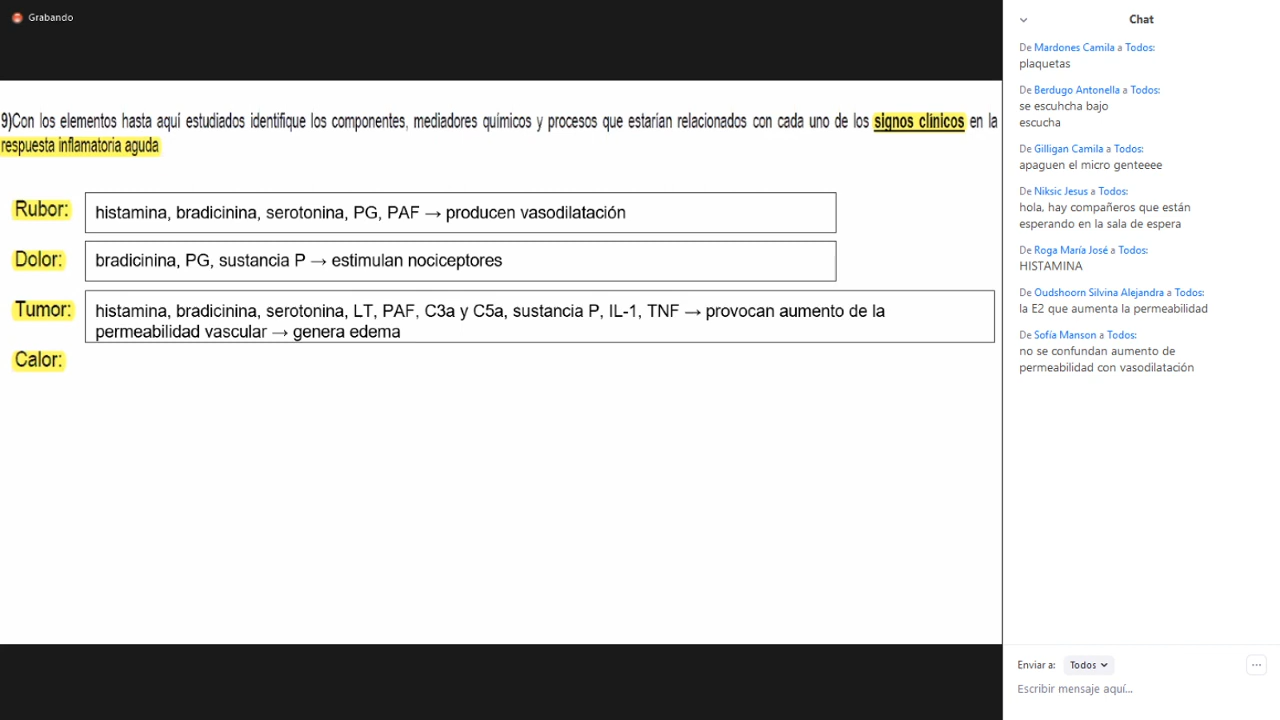 Grabando
9)Con los elementos hasta aquí estudiados identifique los componentes, mediadores químicos y procesos que estarían relacionados con cada uno de los signos clínicos en la
respuesta inflamatoria aguda
Rubor:
histamina, bradicinina, serotonina, PG, PAF → producen vasodilatación
Dolor:
bradicinina, PG, sustancia P → estimulan nociceptores
Tumor:
histamina, bradicinina, serotonina, LT, PAF, C3a y C5a, sustancia P, IL-1, TNF → provocan aumento de la
permeabilidad vascular → genera edema
Calor:
Chat
De Mardones Camila a Todos:
plaquetas
De Berdugo Antonella a Todos:
se escuhcha bajo
escucha
De Gilligan Camila a Todos:
apaguen el micro genteeee
De Niksic Jesus a Todos:
hola, hay compañeros que están
esperando en la sala de espera
De Roga María José a Todos:
HISTAMINA
De Oudshoorn Silvina Alejandra a Todos:
la E2 que aumenta la permeabilidad
De Sofía Manson a Todos:
no se confundan aumento de
permeabilidad con vasodilatación
Enviar a: Todos
Escribir mensaje aquí...